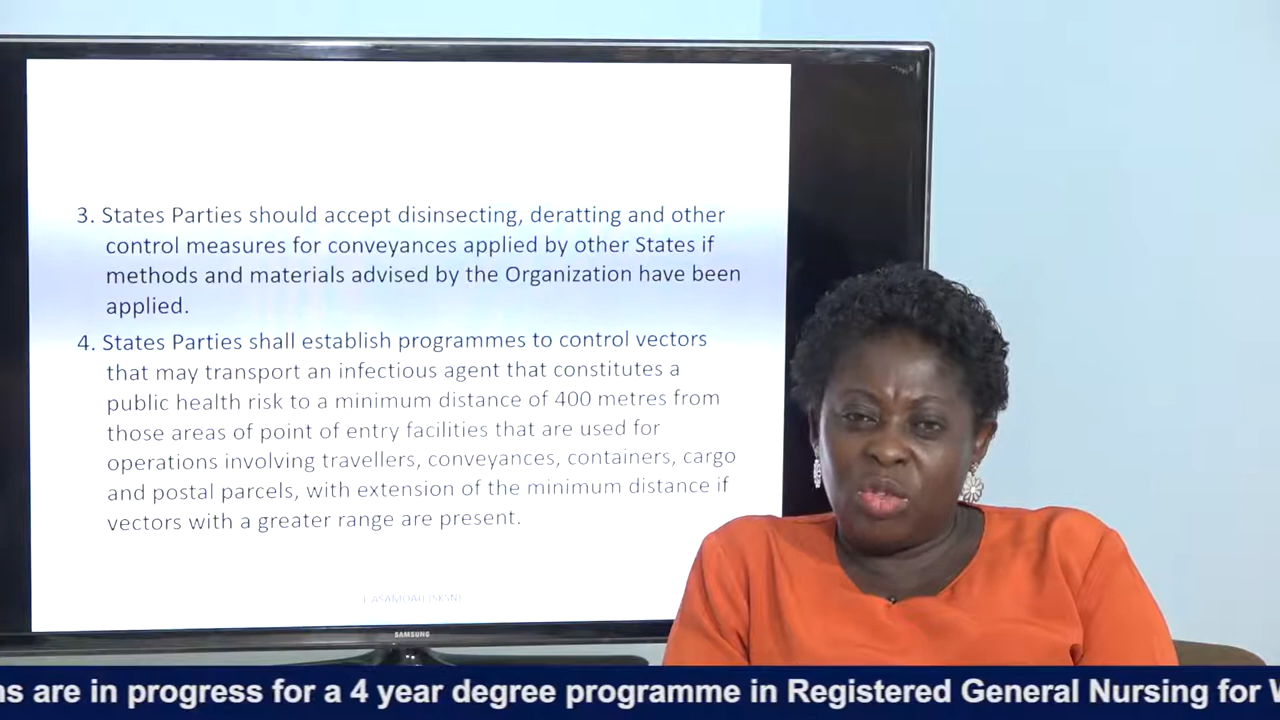 3. States Parties should accept disinsecting, deratting and other
control measures for conveyances applied by other States if
methods and materials advised by the Organization have been
applied.
4. States Parties shall establish programmes to control vectors
that may transport an infectious agent that constitutes a
public health risk to a minimum distance of 400 metres from
those areas of point of entry facilities that are used for
operations involving travellers, conveyances, containers, cargo
and postal parcels, with extension of the minimum distance if
vectors with a greater range are present.
ASAMOAH
SAMSUNG
are in progress for a 4 year degree programme in Registered General Nursing for